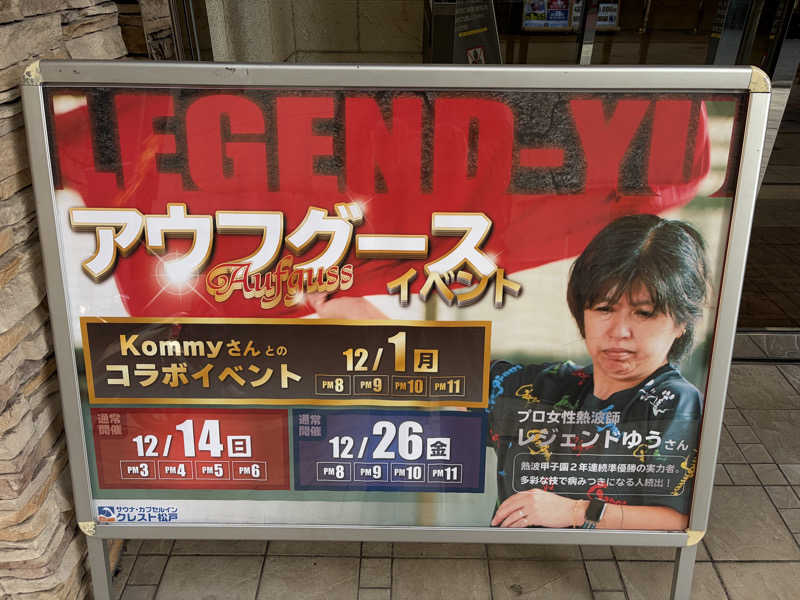 LEGEND-YU
アウフグース
Aufguss
イベント
Kommyさんとの
コラボイベント
12/1月
PM8 PM9 PM10 PM11
通常
開催
12/14日
PM3 PM4 PM5 PM6
通常
開催
12/26金
PM8 PM9 PM10 PM11
プロ女性熱波師
レジェンドゆうさん
熱波甲子園2年連続準優勝の実力者。
多彩な技で病みつきになる人続出！
サウナ・カプセルイン
クレスト松戸